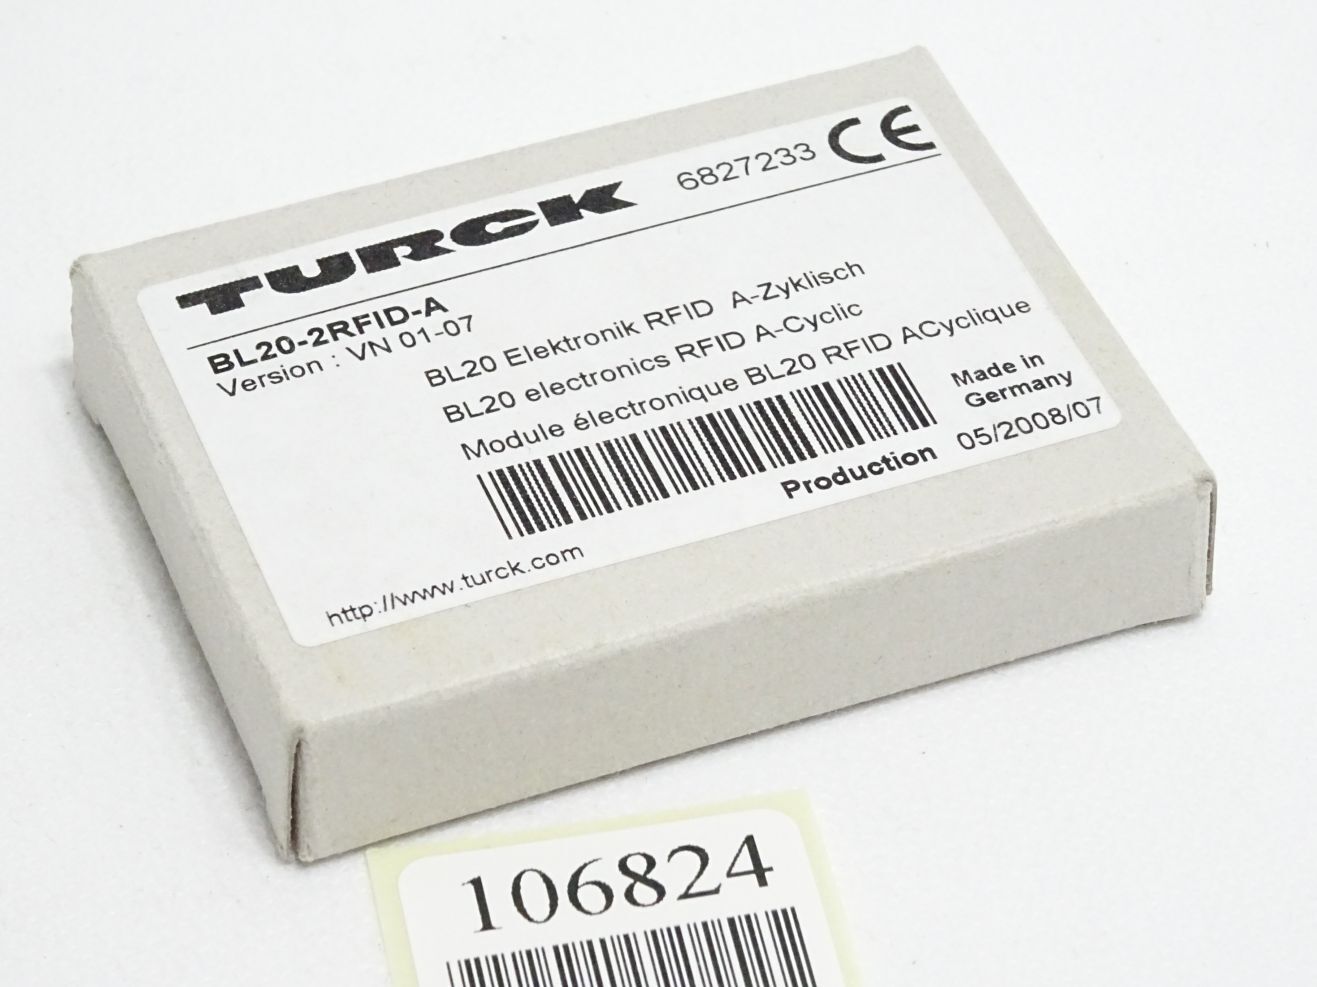 TURCK 6827233 CE
BL20-2RFID-A
Version : VN 01-07
BL20 Elektronik RFID A-Zyklisch
BL20 electronics RFID A-Cyclic
Module électronique BL20 RFID ACyclique
Made in
Germany
Production 05/2008/07
http://www.turck.com
106824